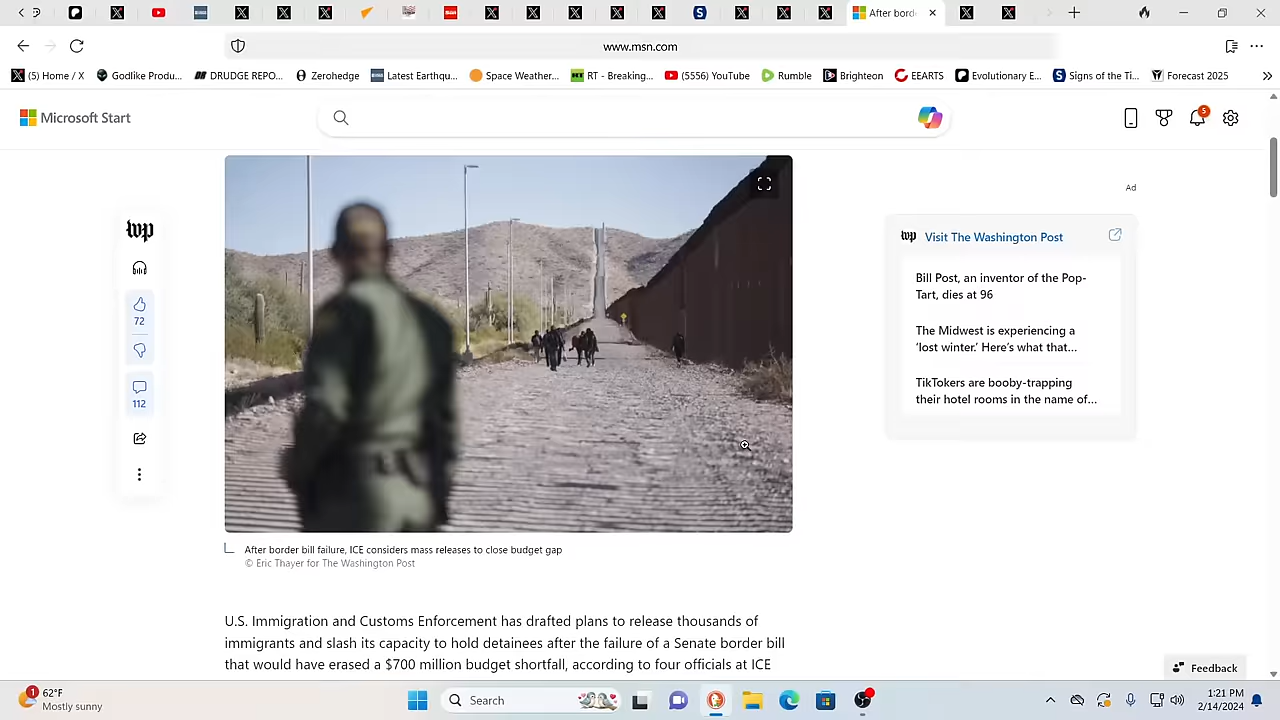 After bord
www.msn.com
(5) Home / X
Godlike Produ...
DRUDGE REPO...
Zerohedge
Latest Earthqu...
Space Weather...
RT - Breaking...
(5556) YouTube
Rumble
Brighteon
EEARTS
Evolutionary E...
Signs of the Ti...
Forecast 2025
Microsoft Start
5
Ad
wp
72
112
wp Visit The Washington Post
Bill Post, an inventor of the Pop-
Tart, dies at 96
The Midwest is experiencing a
‘lost winter.’ Here’s what that...
TikTokers are booby-trapping
their hotel rooms in the name of...
After border bill failure, ICE considers mass releases to close budget gap
© Eric Thayer for The Washington Post
U.S. Immigration and Customs Enforcement has drafted plans to release thousands of
immigrants and slash its capacity to hold detainees after the failure of a Senate border bill
that would have erased a $700 million budget shortfall, according to four officials at ICE
Feedback
1
62°F
Mostly sunny
Search
1:21 PM
2/14/2024